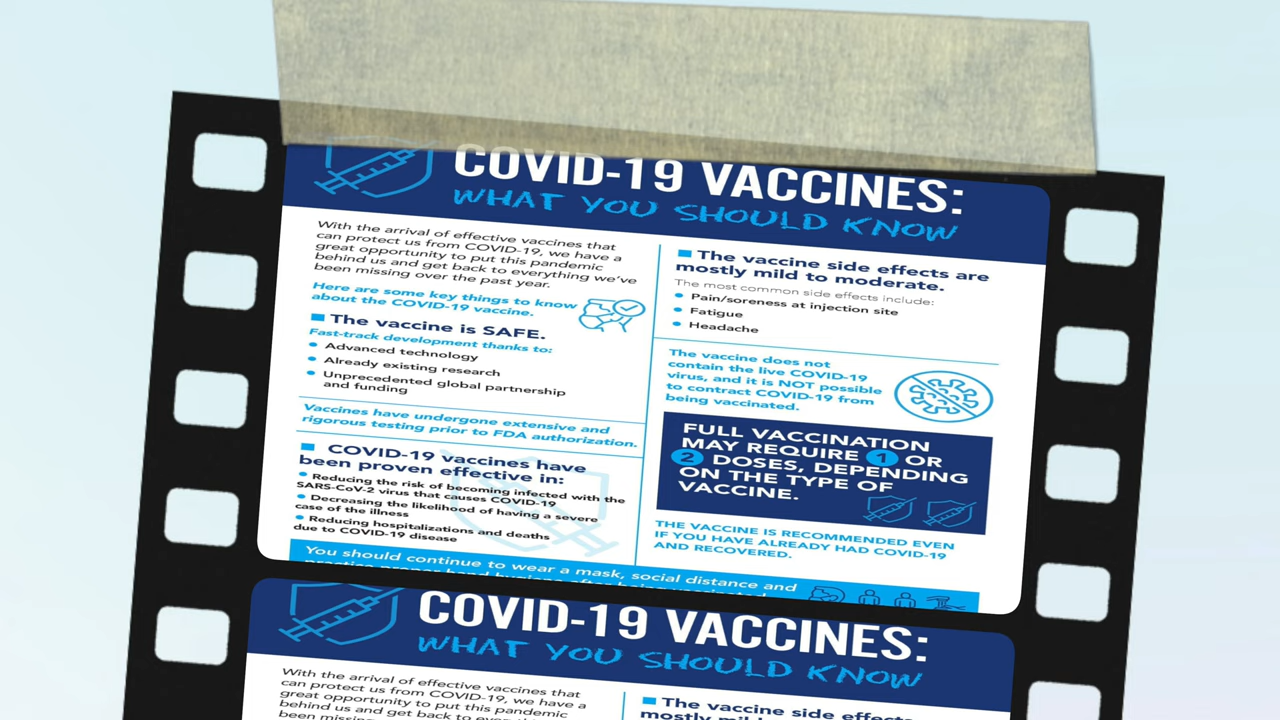 COVID-19 VACCINES:
WHAT YOU SHOULD KNOW
With the arrival of effective vaccines that
can protect us from COVID-19, we have a
great opportunity to put this pandemic
behind us and get back to everything we've
been missing over the past year.
Here are some key things to know
about the COVID-19 vaccine.
The vaccine is SAFE.
Fast-track development thanks to:
Advanced technology
Already existing research
Unprecedented global partnership
and funding
Vaccines have undergone extensive and
rigorous testing prior to FDA authorization.
COVID-19 vaccines have
been proven effective in:
Reducing the risk of becoming infected with the
SARS-CoV-2 virus that causes COVID-19
Decreasing the likelihood of having a severe
case of the illness
Reducing hospitalizations and deaths
due to COVID-19 disease
The vaccine side effects are
mostly mild to moderate.
The most common side effects include:
Pain/soreness at injection site
Fatigue
Headache
The vaccine does not
contain the live COVID-19
virus, and it is NOT possible
to contract COVID-19 from
being vaccinated.
FULL VACCINATION
MAY REQUIRE 1 OR
2 DOSES, DEPENDING
ON THE TYPE OF
VACCINE.
THE VACCINE IS RECOMMENDED EVEN
IF YOU HAVE ALREADY HAD COVID-19
AND RECOVERED.
You should continue to wear a mask, social distance and
COVID-19 VACCINES:
WHAT YOU SHOULD KNOW
With the arrival of effective vaccines that
can protect us from COVID-19, we have a
great opportunity to put this pandemic
behind us and get back to
been
The vaccine side effects are
mostly